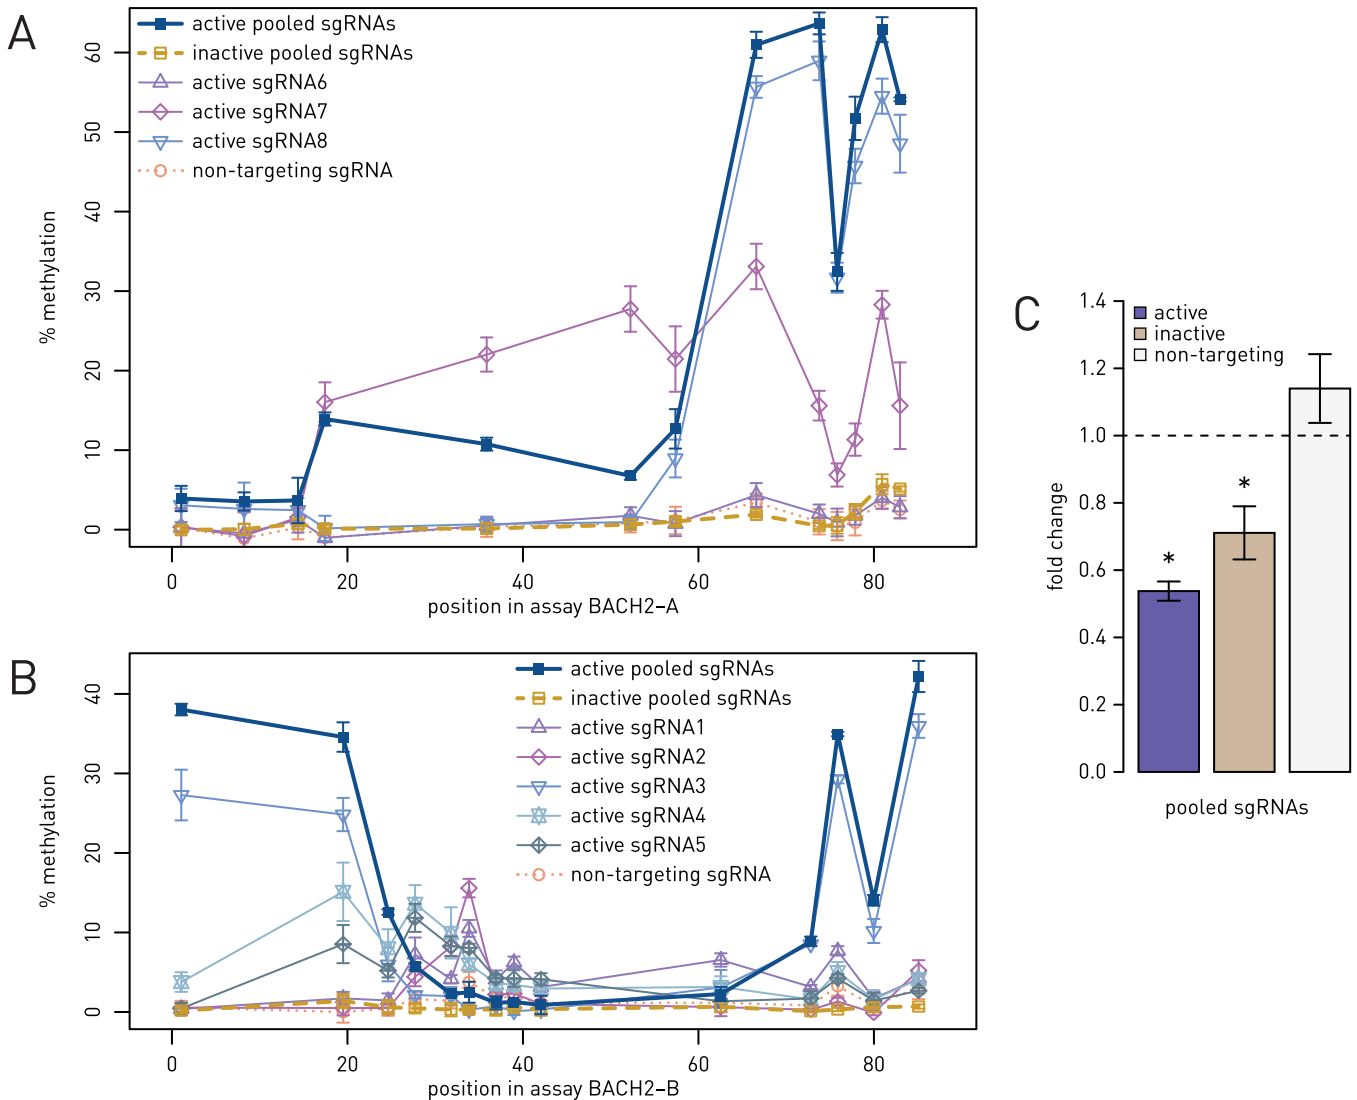 A
active pooled sgRNAs
inactive pooled sgRNAs
active sgRNA6
active sgRNA7
active sgRNA8
non-targeting sgRNA
% methylation
60
50
40
30
20
10
0
0 20 40 60 80
position in assay BACH2–A
B
active pooled sgRNAs
inactive pooled sgRNAs
active sgRNA1
active sgRNA2
active sgRNA3
active sgRNA4
active sgRNA5
non-targeting sgRNA
% methylation
40
30
20
10
0
0 20 40 60 80
position in assay BACH2–B
C
active
inactive
non-targeting
fold change
1.4
1.2
1.0
0.8
0.6
0.4
0.2
0.0
*
*
pooled sgRNAs